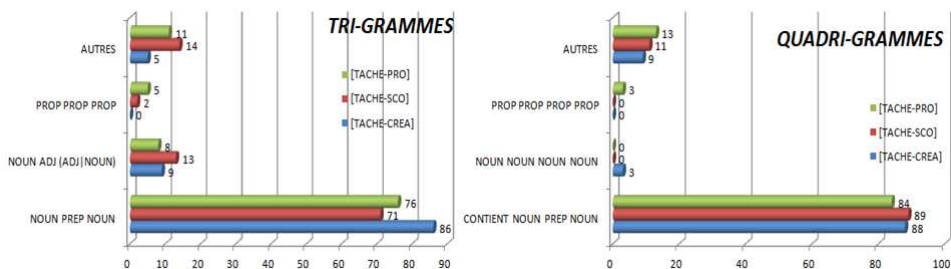 TRI-GRAMMES
AUTRES
11
14
5
PROP PROP PROP
5
2
0
NOUN ADJ (ADJ|NOUN)
8
13
9
NOUN PREP NOUN
76
71
86
[TACHE-PRO]
[TACHE-SCO]
[TACHE-CREA]
0 10 20 30 40 50 60 70 80 90
QUADRI-GRAMMES
AUTRES
13
11
9
PROP PROP PROP PROP
3
0
0
NOUN NOUN NOUN NOUN
0
0
3
CONTIENT NOUN PREP NOUN
84
89
88
[TACHE-PRO]
[TACHE-SCO]
[TACHE-CREA]
0 20 40 60 80 100